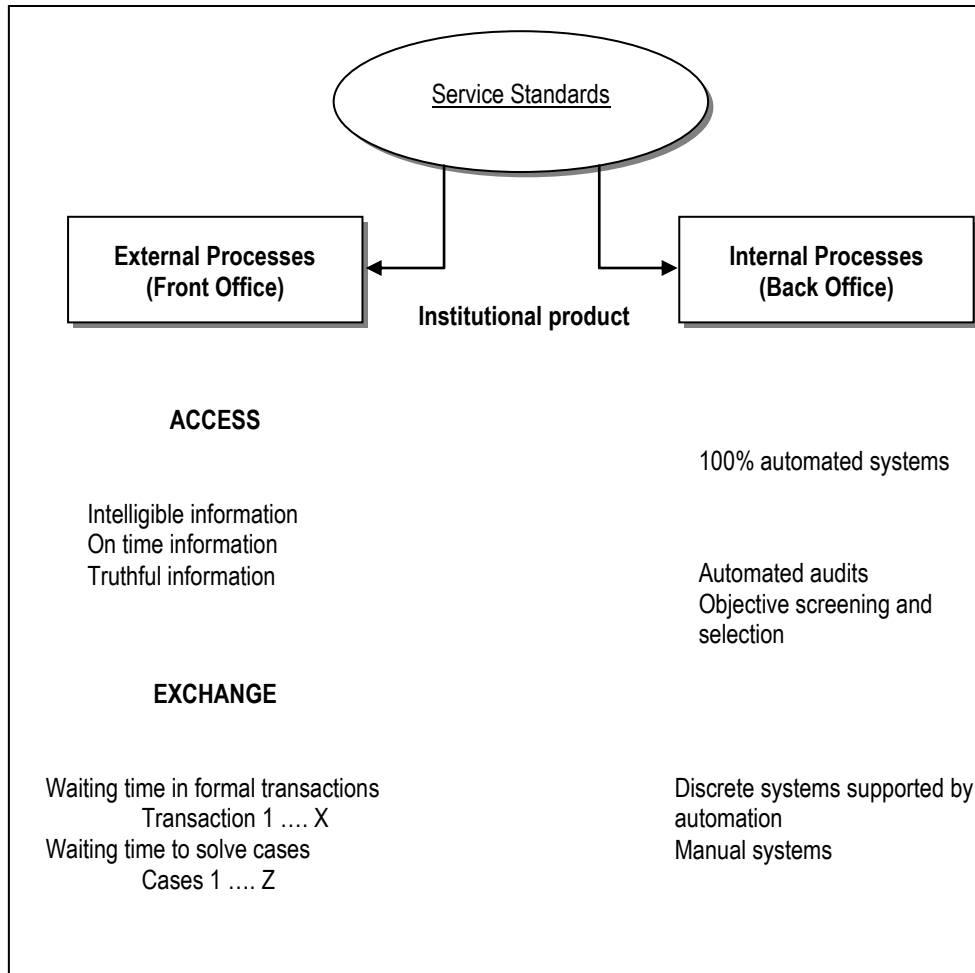 Service Standards
External Processes
(Front Office)
Internal Processes
(Back Office)
Institutional product
ACCESS
Intelligible information
On time information
Truthful information
EXCHANGE
Waiting time in formal transactions
Transaction 1 …. X
Waiting time to solve cases
Cases 1 …. Z
100% automated systems
Automated audits
Objective screening and
selection
Discrete systems supported by
automation
Manual systems